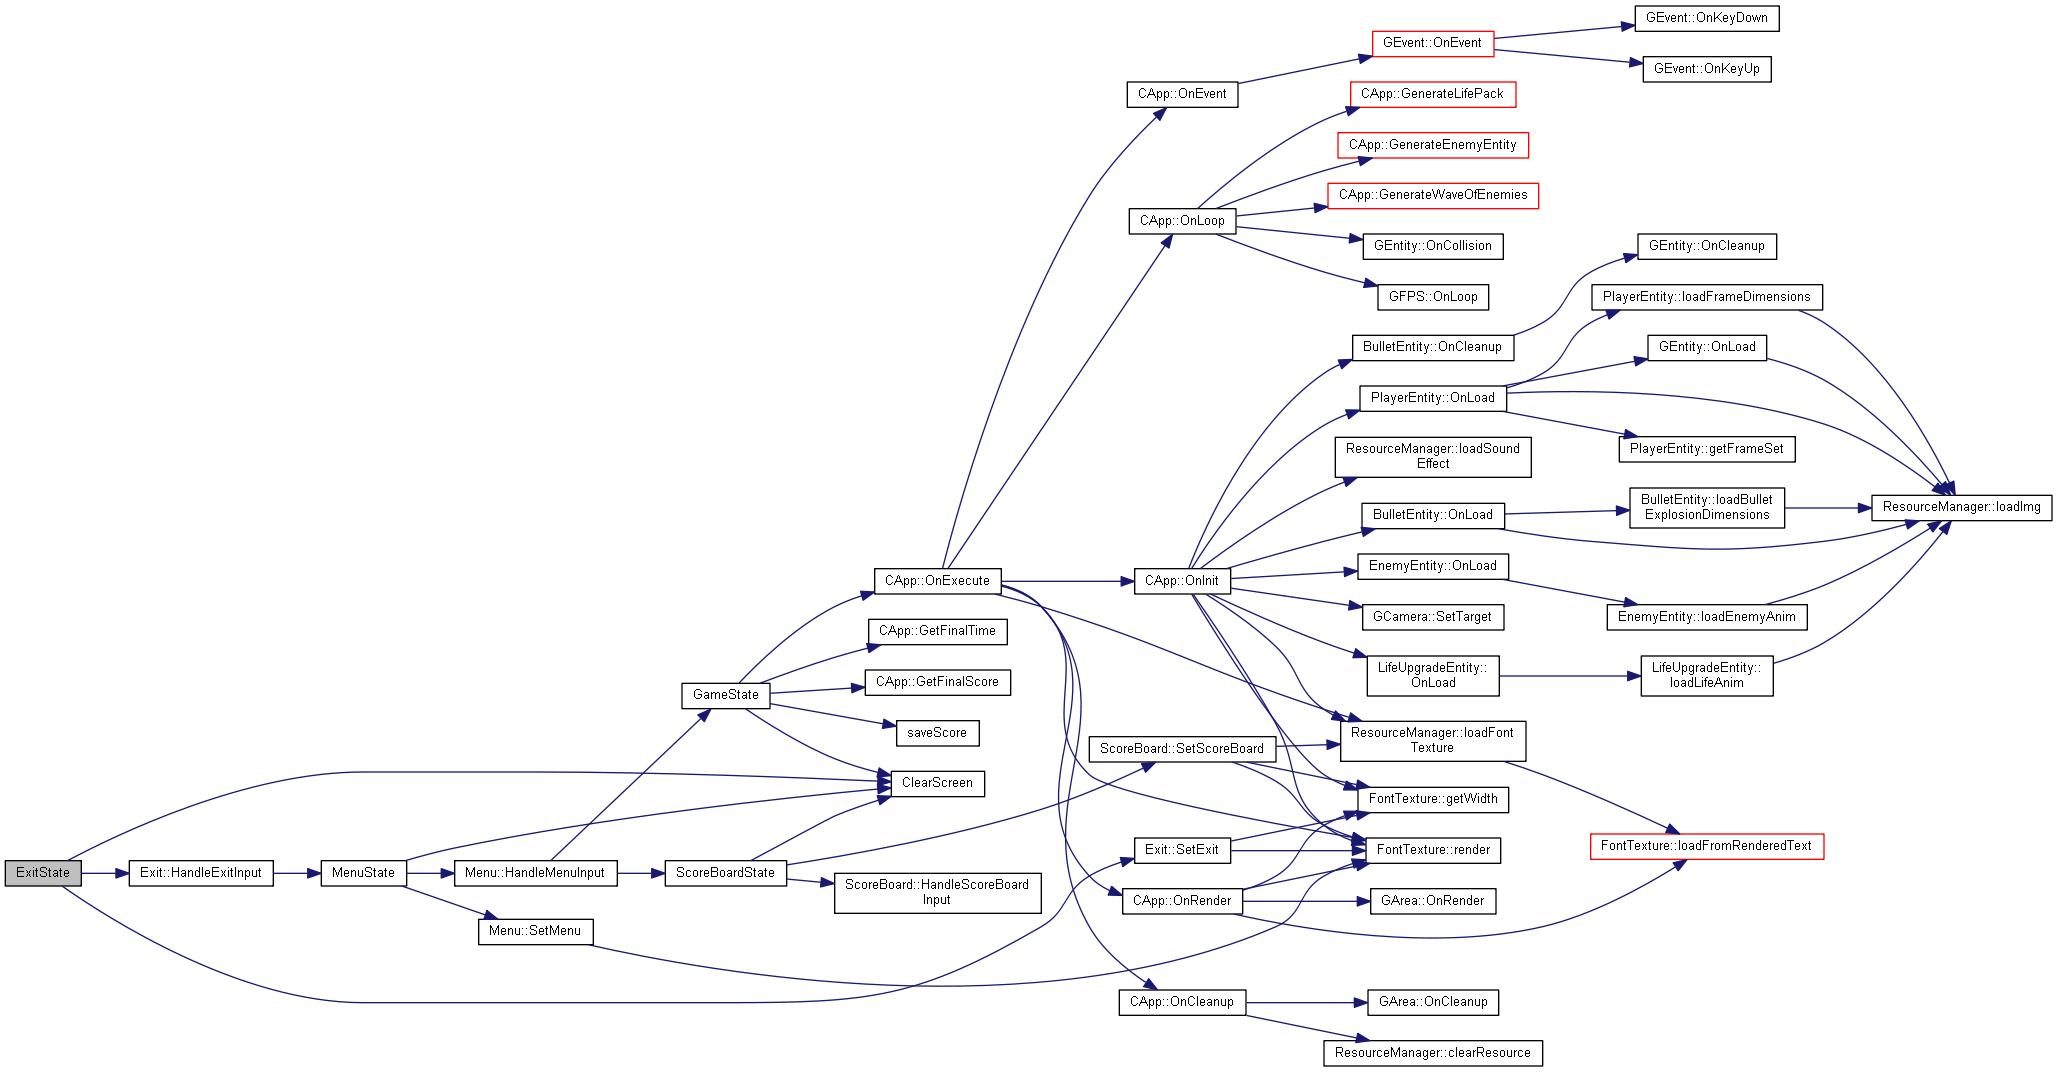 GEvent::OnKeyDown
GEvent::OnEvent
GEvent::OnKeyUp
CApp::OnEvent
CApp::GenerateLifePack
CApp::GenerateEnemyEntity
CApp::GenerateWaveOfEnemies
CApp::OnLoop
GEntity::OnCollision
GEntity::OnCleanup
GFPS::OnLoop
PlayerEntity::loadFrameDimensions
BulletEntity::OnCleanup
GEntity::OnLoad
PlayerEntity::OnLoad
PlayerEntity::getFrameSet
ResourceManager::loadSound
Effect
BulletEntity::OnLoad
BulletEntity::loadBullet
ExplosionDimensions
ResourceManager::loadImg
EnemyEntity::OnLoad
CApp::OnExecute
CApp::OnInit
GCamera::SetTarget
EnemyEntity::loadEnemyAnim
CApp::GetFinalTime
LifeUpgradeEntity::
OnLoad
LifeUpgradeEntity::
loadLifeAnim
CApp::GetFinalScore
GameState
saveScore
ResourceManager::loadFont
Texture
ScoreBoard::SetScoreBoard
ClearScreen
FontTexture::getWidth
Exit::SetExit
FontTexture::render
FontTexture::loadFromRenderedText
ExitState
Exit::HandleExitInput
MenuState
Menu::HandleMenuInput
ScoreBoardState
ScoreBoard::HandleScoreBoard
Input
CApp::OnRender
GArea::OnRender
Menu::SetMenu
CApp::OnCleanup
GArea::OnCleanup
ResourceManager::clearResource